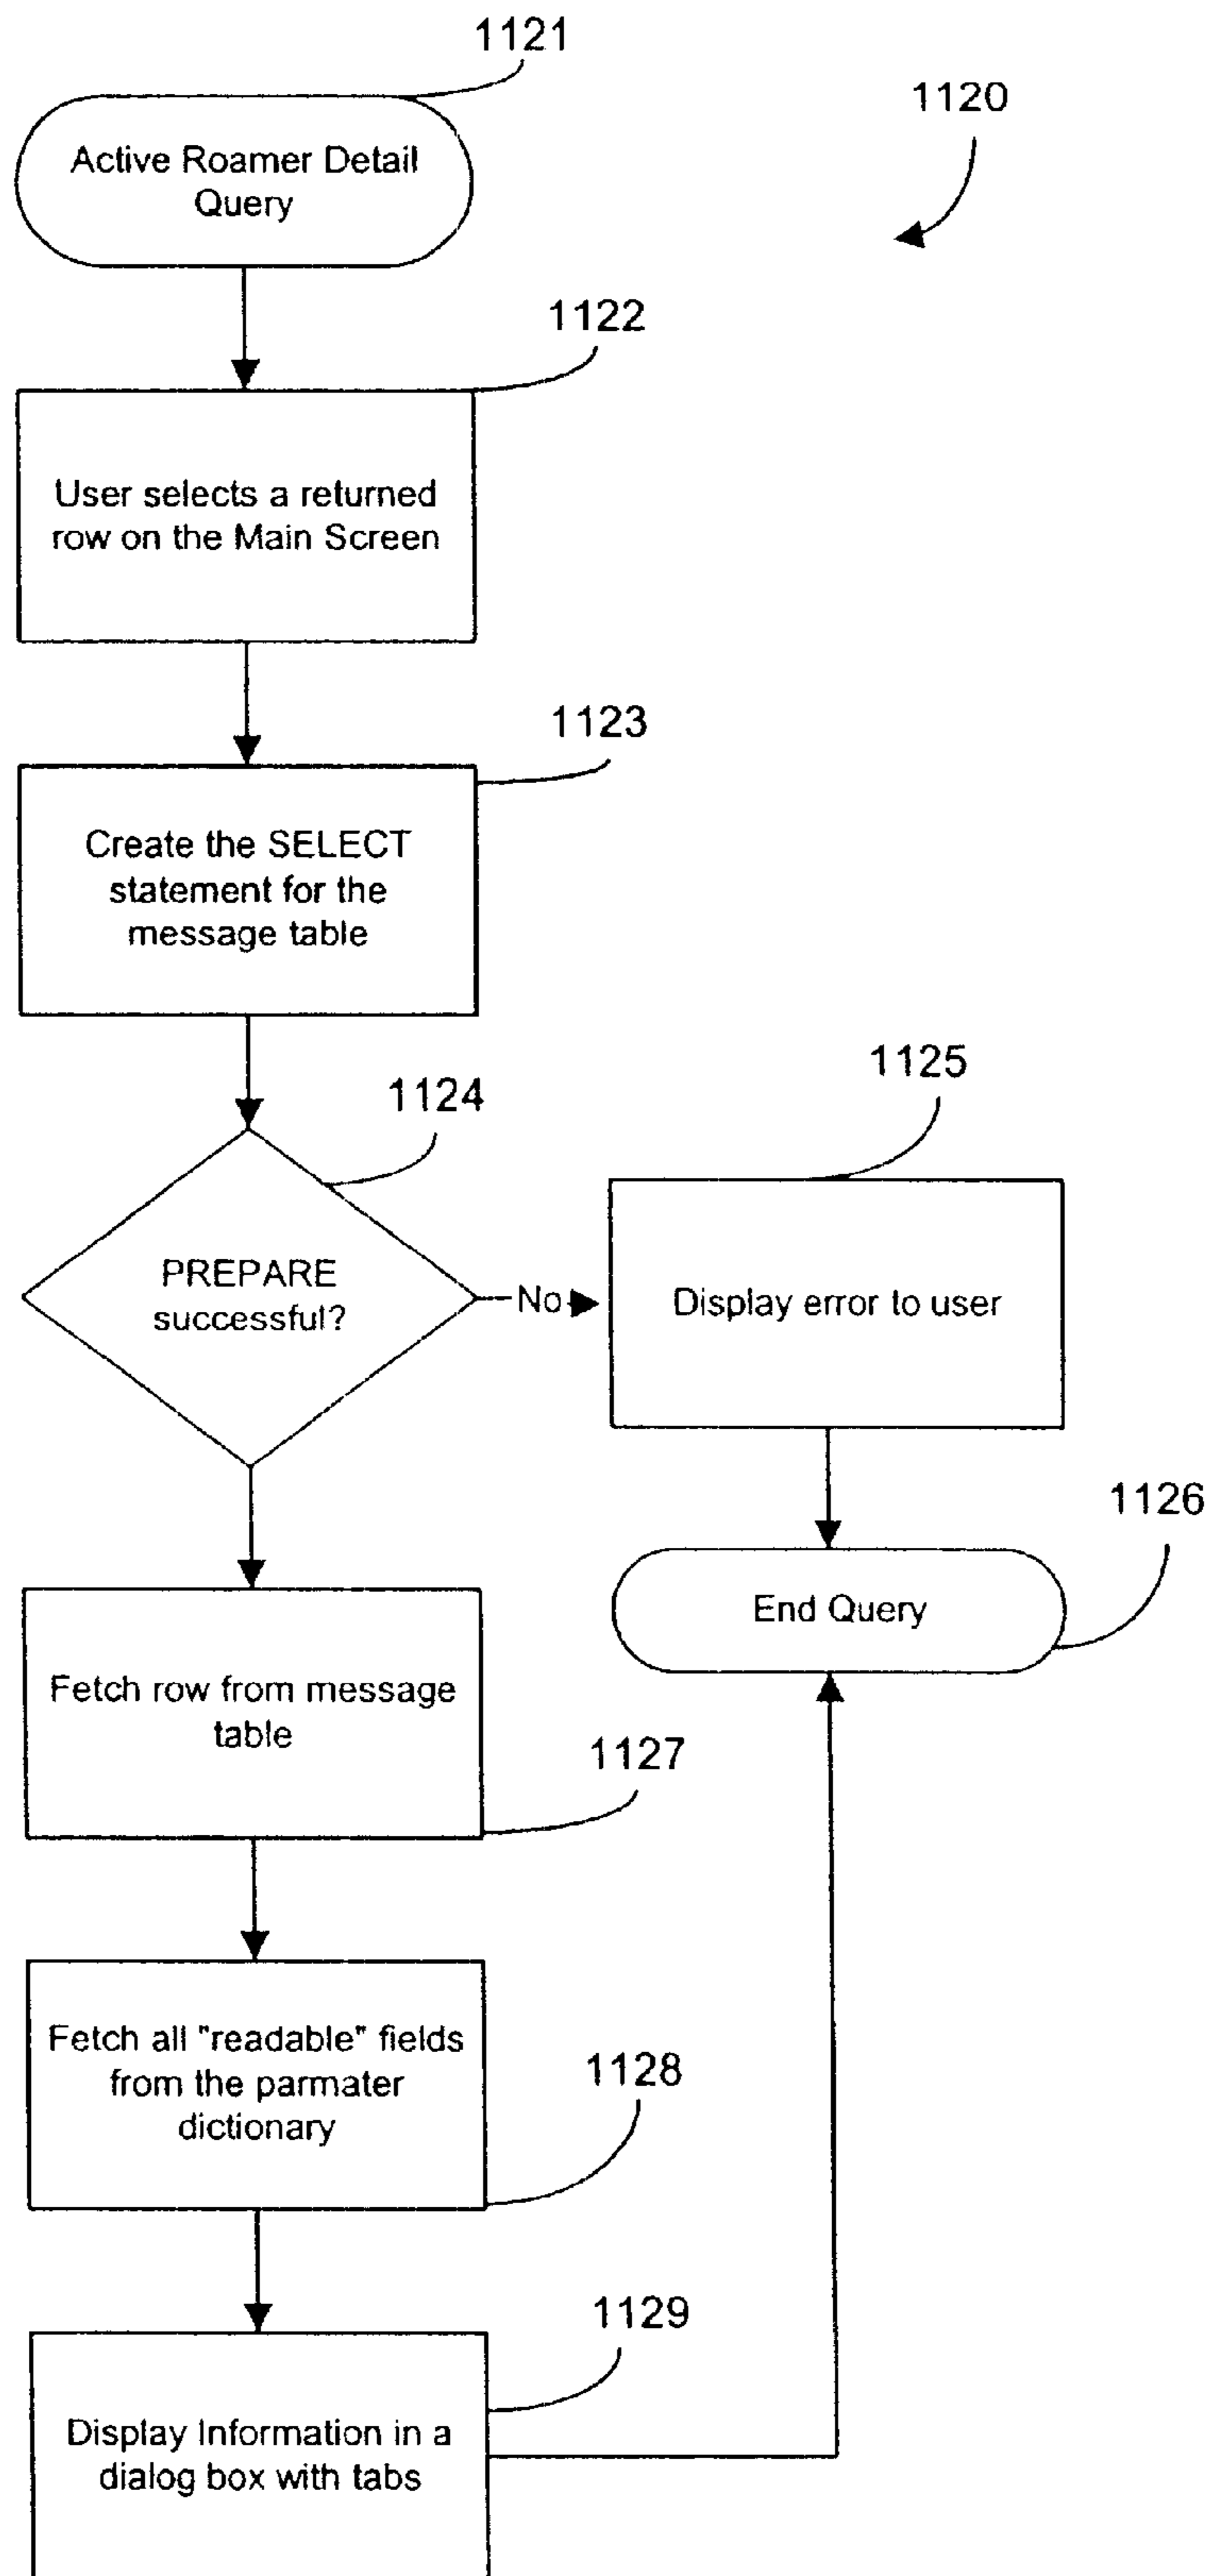 1121
1120
Active Roamer Detail
Query
1122
User selects a returned
row on the Main Screen
1123
Create the SELECT
statement for the
message table
1124
1125
PREPARE
successful?
No
Display error to user
1126
End Query
Fetch row from message
table
1127
Fetch all "readable" fields
from the parmater
dictionary
1128
1129
Display Information in a
dialog box with tabs